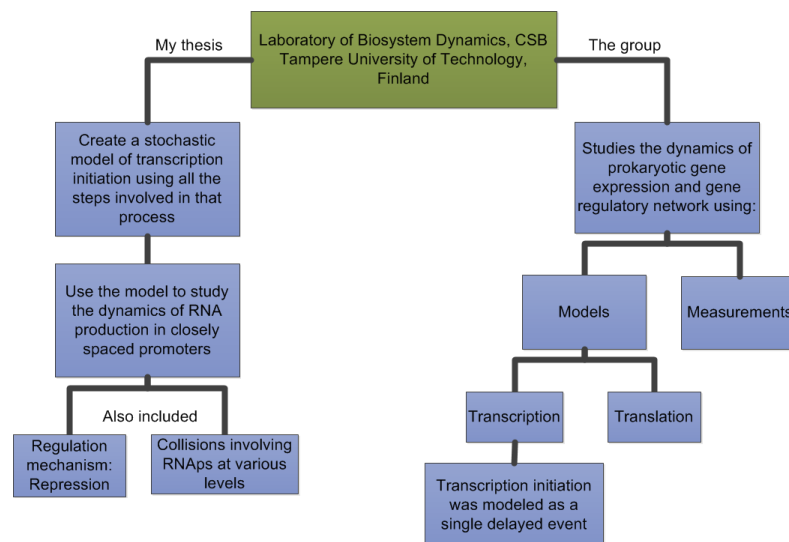 My thesis
Laboratory of Biosystem Dynamics, CSB
Tampere University of Technology,
Finland
The group
Create a stochastic
model of transcription
initiation using all the
steps involved in that
process
Use the model to study
the dynamics of RNA
production in closely
spaced promoters
Also included
Regulation
mechanism:
Repression
Collisions involving
RNAps at various
levels
Studies the dynamics of
prokaryotic gene
expression and gene
regulatory network using:
Models
Measurements
Transcription
Translation
Transcription initiation
was modeled as a
single delayed event